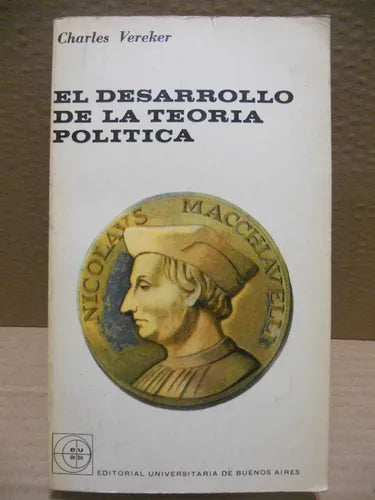 Charles Vereker
EL DESARROLLO
DE LA TEORIA
POLITICA
NICOLAVS MACCHIAVELLI
EDITORIAL UNIVERSITARIA DE BUENOS AIRES